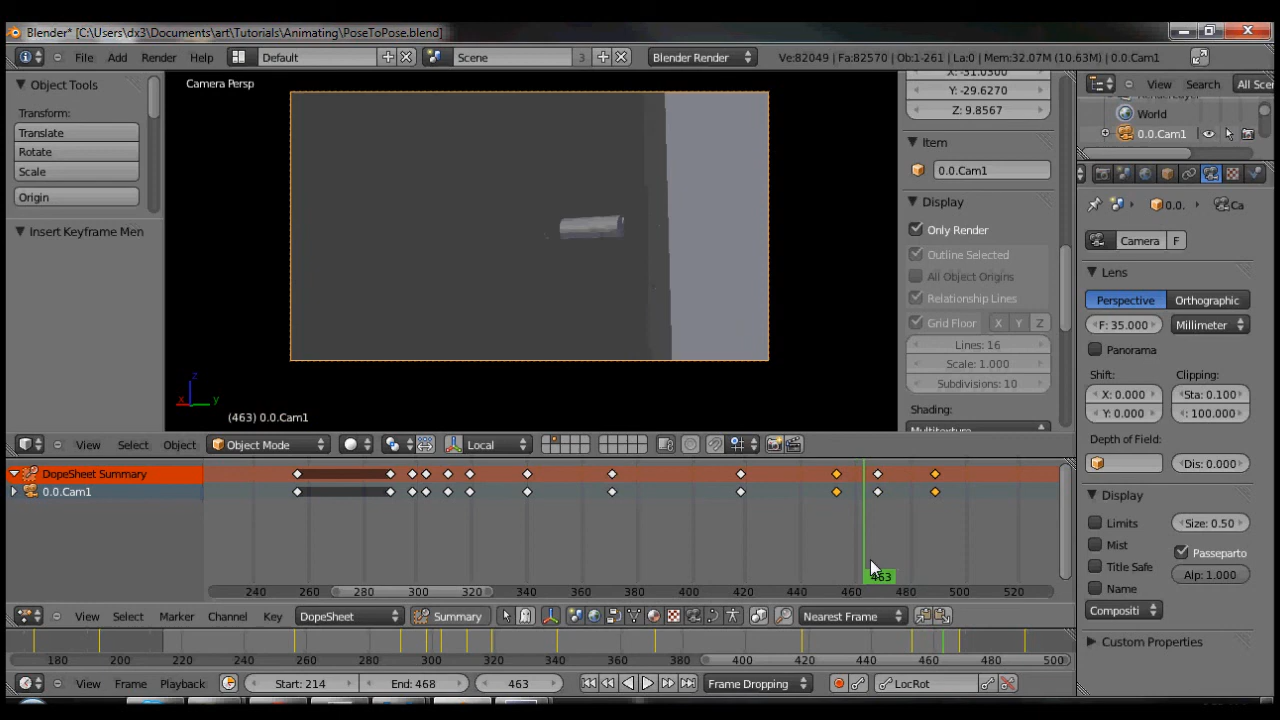 Blender* [C:\Users\dx3\Documents\art\Tutorials\Animating\PoseToPose.blend]
File Add Render Help Default Scene 3 Blender Render Ve:82049 | Fa:82570 | Ob:1-261 | La:0 | Mem:32.07M (10.63M) | 0.0.Cam1
Object Tools
Transform:
Translate
Rotate
Scale
Origin
Insert Keyframe Men
Camera Persp
z
x y
(463) 0.0.Cam1
Y: -29.6270
Z: 9.8567
Item
0.0.Cam1
Display
Only Render
Outline Selected
All Object Origins
Relationship Lines
Grid Floor X Y Z
Lines: 16
Scale: 1.000
Subdivisions: 10
Shading:
View Search All Sce
World
0.0.Cam1
0.0. Ca
Camera F
Lens
Perspective Orthographic
F: 35.000 Millimeter
Panorama
Shift: Clipping:
X: 0.000 Sta: 0.100
Y: 0.000 : 100.000
Depth of Field:
Dis: 0.000
Display
Limits Size: 0.50
Mist Passeparto
Title Safe Alp: 1.000
Name
Compositi
Custom Properties
View Select Object Object Mode Local
DopeSheet Summary
0.0.Cam1
463
240 260 280 300 320 340 360 380 400 420 440 460 480 500 520
View Select Marker Channel Key DopeSheet Summary Nearest Frame
180 200 220 240 260 280 300 320 340 360 380 400 420 440 460 480 500
View Frame Playback Start: 214 End: 468 463 Frame Dropping LocRot